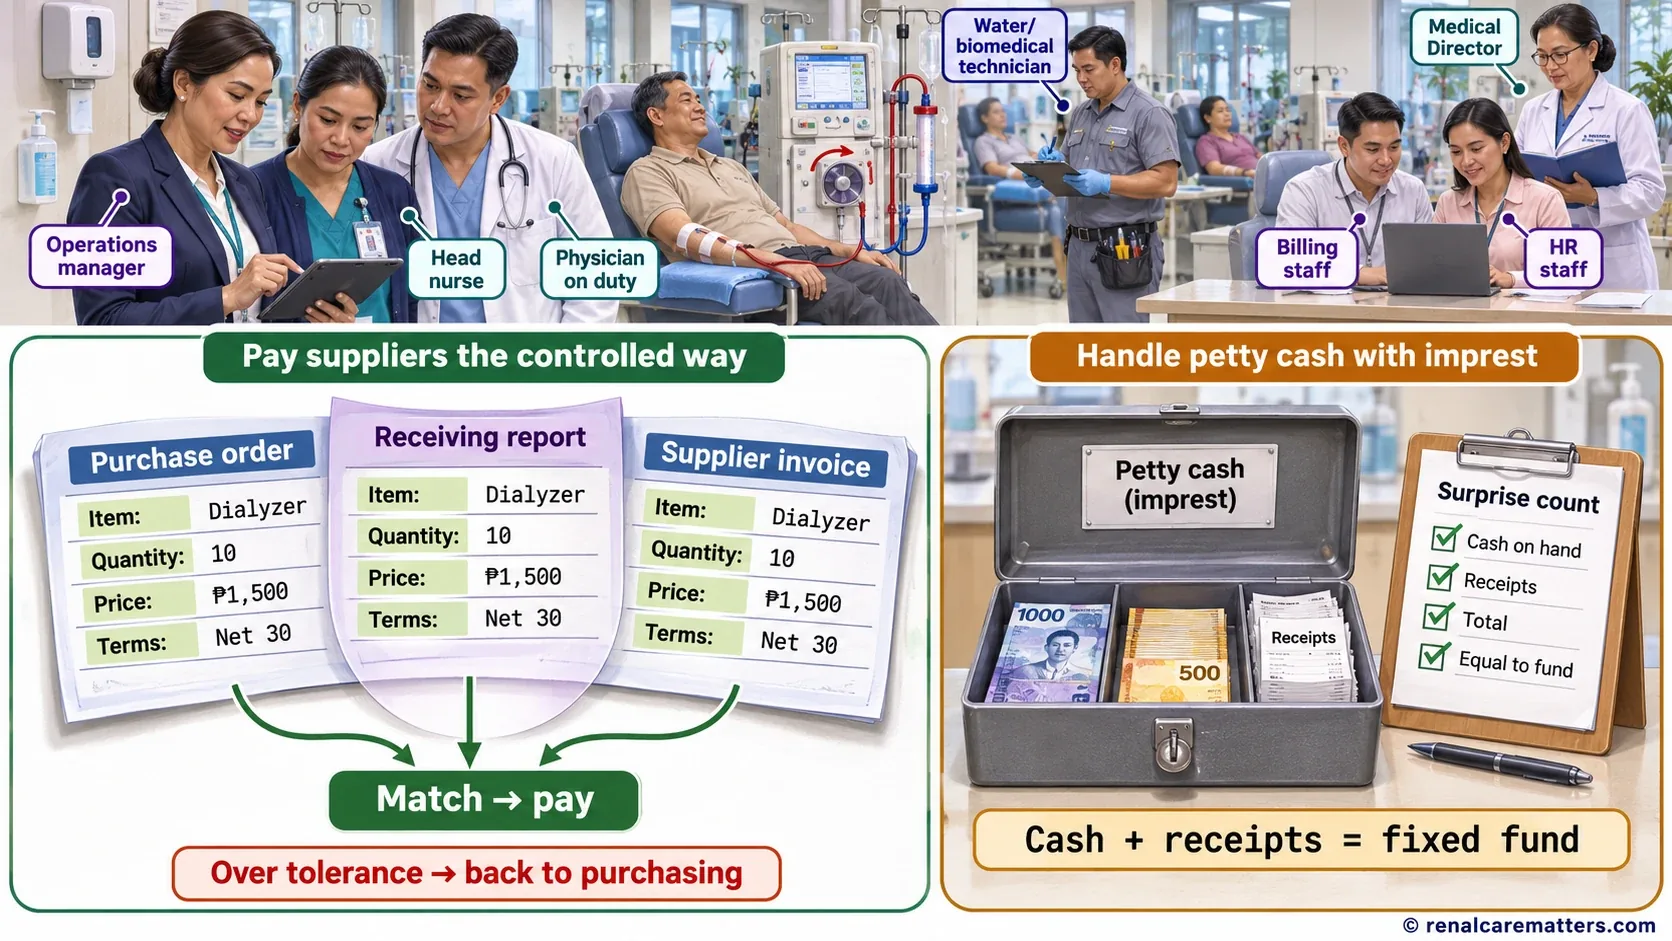 Operations
manager
Head
nurse
Physician
on duty
Water/
biomedical
technician
Billing
staff
HR
staff
Medical
Director
Pay suppliers the controlled way
Purchase order
Item: Dialyzer
Quantity: 10
Price: ₱1,500
Terms: Net 30
Receiving report
Item: Dialyzer
Quantity: 10
Price: ₱1,500
Terms: Net 30
Supplier invoice
Item: Dialyzer
Quantity: 10
Price: ₱1,500
Terms: Net 30
Match → pay
Over tolerance → back to purchasing
Handle petty cash with imprest
Petty cash
(imprest)
1000
500
Receipts
Surprise count
Cash on hand
Receipts
Total
Equal to fund
Cash + receipts = fixed fund
© renalcarematters.com